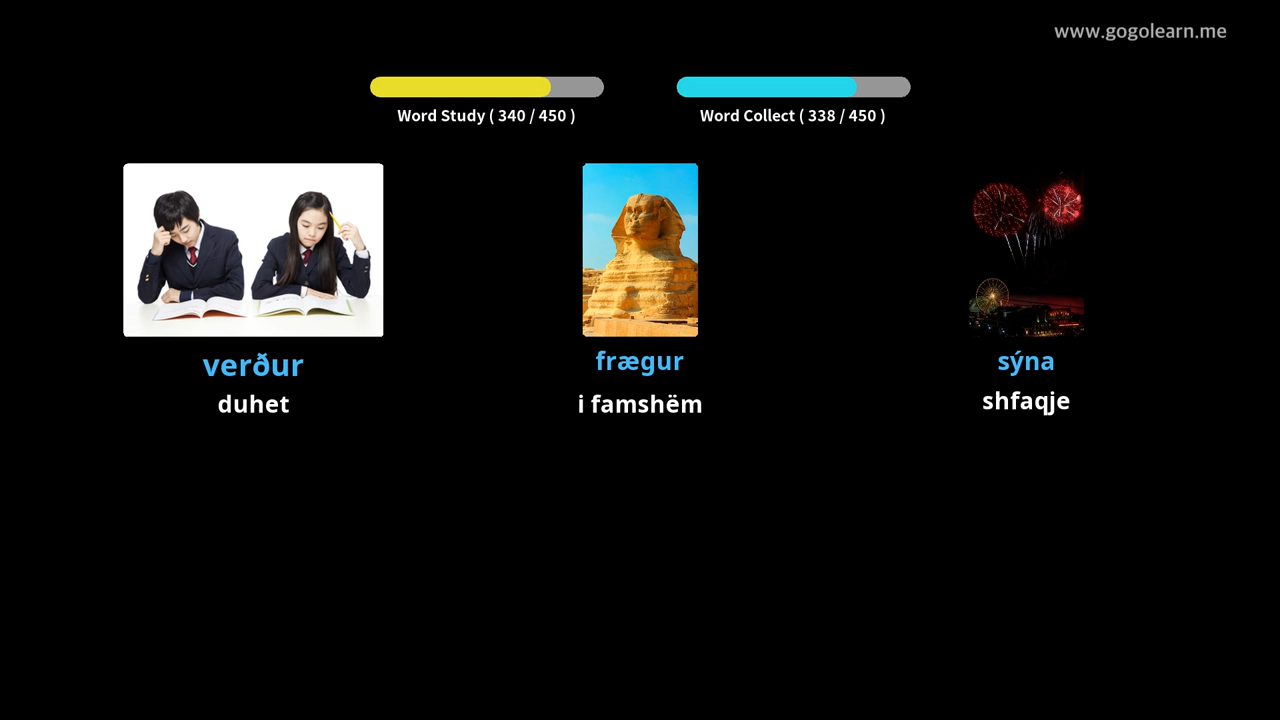 www.gogolearn.me
Word Study ( 340 / 450 )
Word Collect ( 338 / 450 )
verður
duhet
frægur
i famshëm
sýna
shfaqje